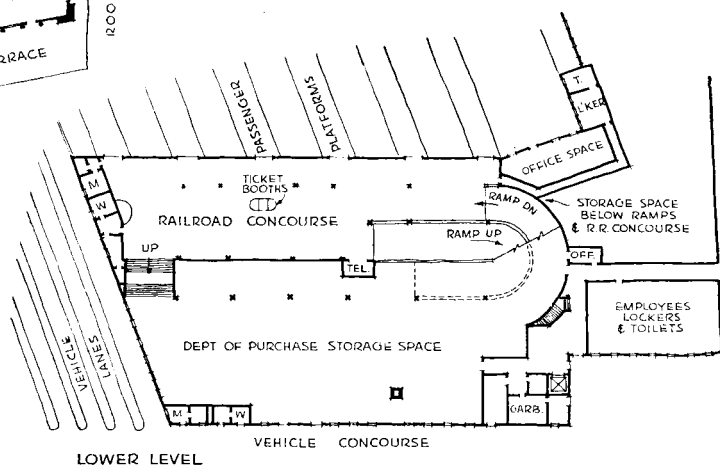 RRACE
1200
PASSENGER
PLATFORMS
T.
L'KER
OFFICE SPACE
M
W
TICKET
BOOTHS
RAILROAD CONCOURSE
RAMP DN
RAMP UP
STORAGE SPACE
BELOW RAMPS
& R.R. CONCOURSE
UP
TEL.
OFF.
EMPLOYEES
LOCKERS
& TOILETS
VEHICLE
LANES
DEPT OF PURCHASE STORAGE SPACE
M
W
GARB.
VEHICLE CONCOURSE
LOWER LEVEL